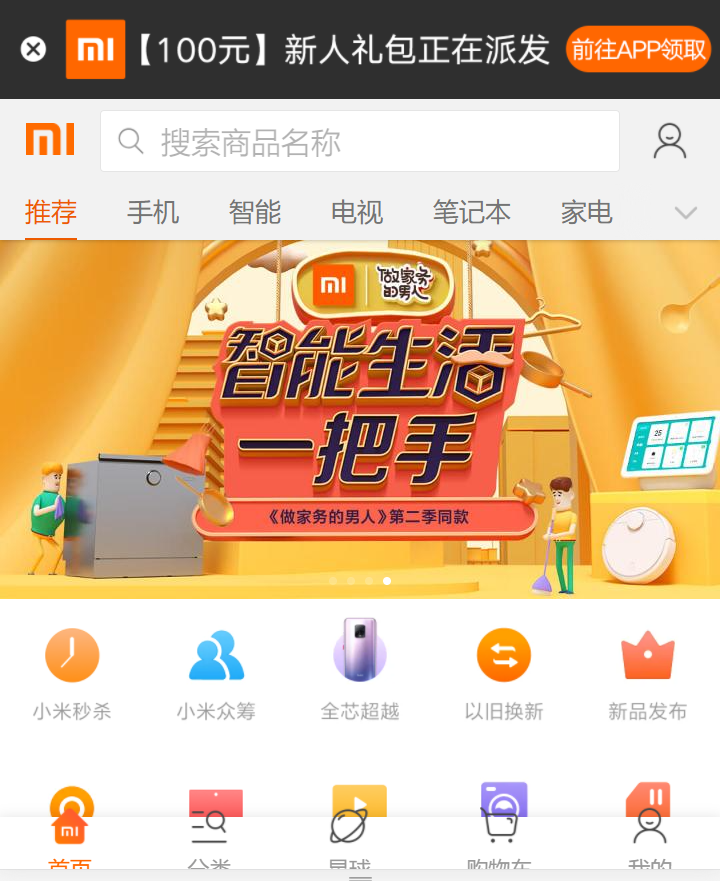 【100元】新人礼包正在派发
前往APP领取
搜索商品名称
推荐 手机 智能 电视 笔记本 家电
做家务的男人
智能生活
一把手
《做家务的男人》第二季同款
25
小米秒杀 小米众筹 全芯超越 以旧换新 新品发布
首页 分类 星球 购物车 我的